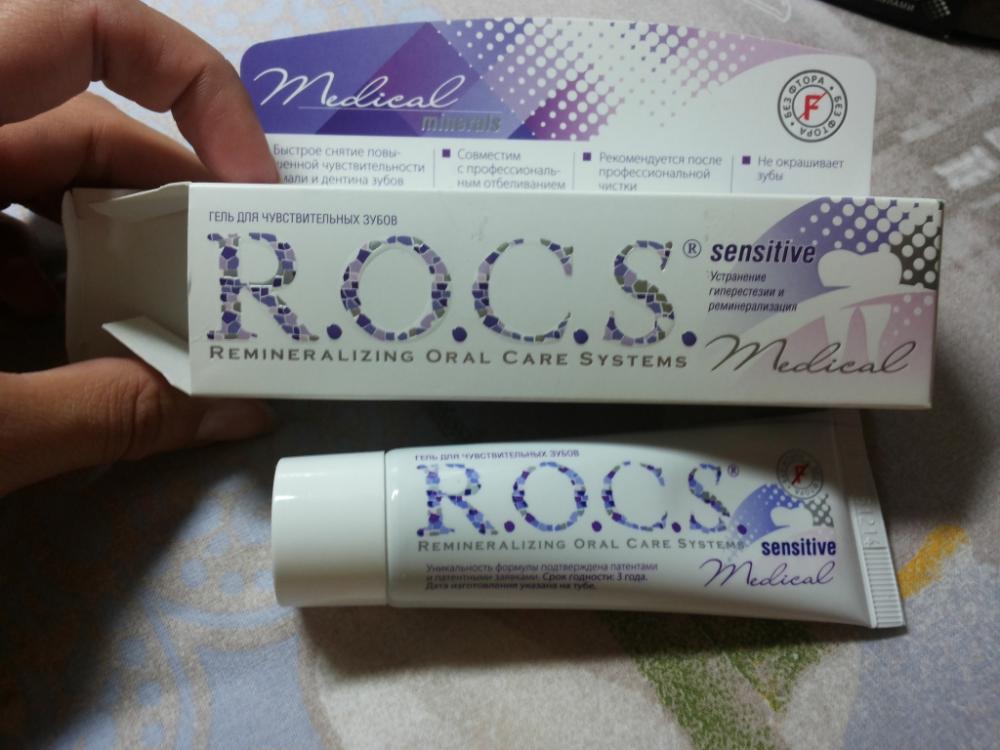 Medical
minerals
БЕЗ ФТОРА • БЕЗ ФТОРА •
F
Быстрое снятие повы-
шенной чувствительности
эмали и дентина зубов
Совместим
с профессиональ-
ным отбеливанием
Рекомендуется после
профессиональной
чистки
Не окрашивает
зубы
ГЕЛЬ ДЛЯ ЧУВСТВИТЕЛЬНЫХ ЗУБОВ
R.O.C.S.®
REMINERALIZING ORAL CARE SYSTEMS
sensitive
Устранение
гиперестезии и
реминерализация
Medical
ГЕЛЬ ДЛЯ ЧУВСТВИТЕЛЬНЫХ ЗУБОВ
R.O.C.S.®
REMINERALIZING ORAL CARE SYSTEMS
F
sensitive
Medical
Уникальность формулы подтверждена патентами
и патентными заявками. Срок годности: 3 года.
Дата изготовления указана на тубе.